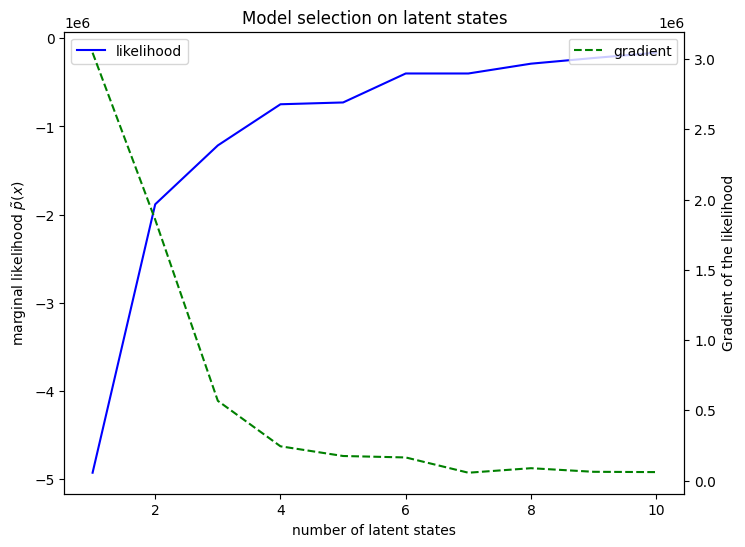 Model selection on latent states
1e6
1e6
likelihood
gradient
0
−1
−2
−3
−4
−5
marginal likelihood p̃(x)
3.0
2.5
2.0
1.5
1.0
0.5
0.0
Gradient of the likelihood
2
4
6
8
10
number of latent states